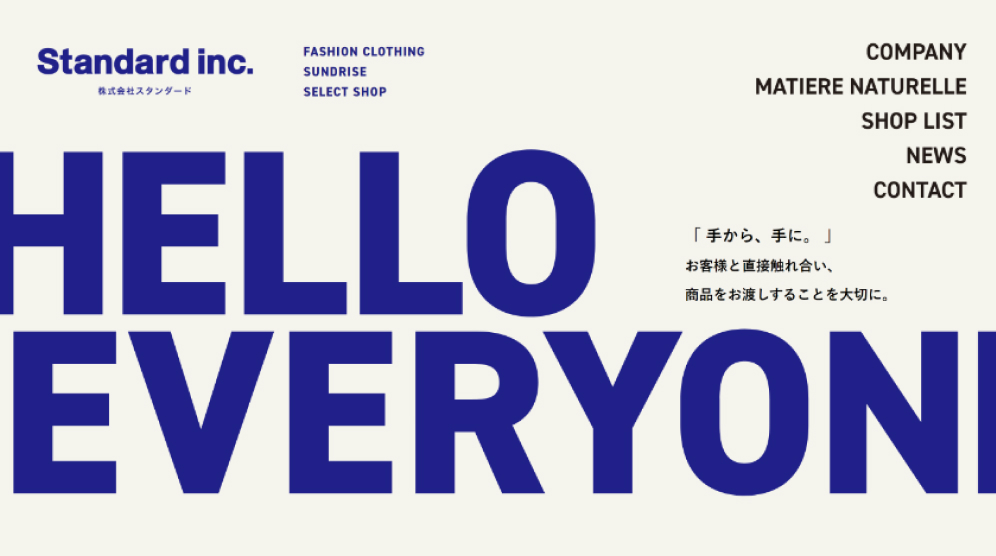 Standard inc.
株式会社スタンダード
FASHION CLOTHING
SUNDRISE
SELECT SHOP
COMPANY
MATIERE NATURELLE
SHOP LIST
NEWS
CONTACT
HELLO
「 手から、手に。 」
お客様と直接触れ合い、
商品をお渡しすることを大切に。
EVERYON